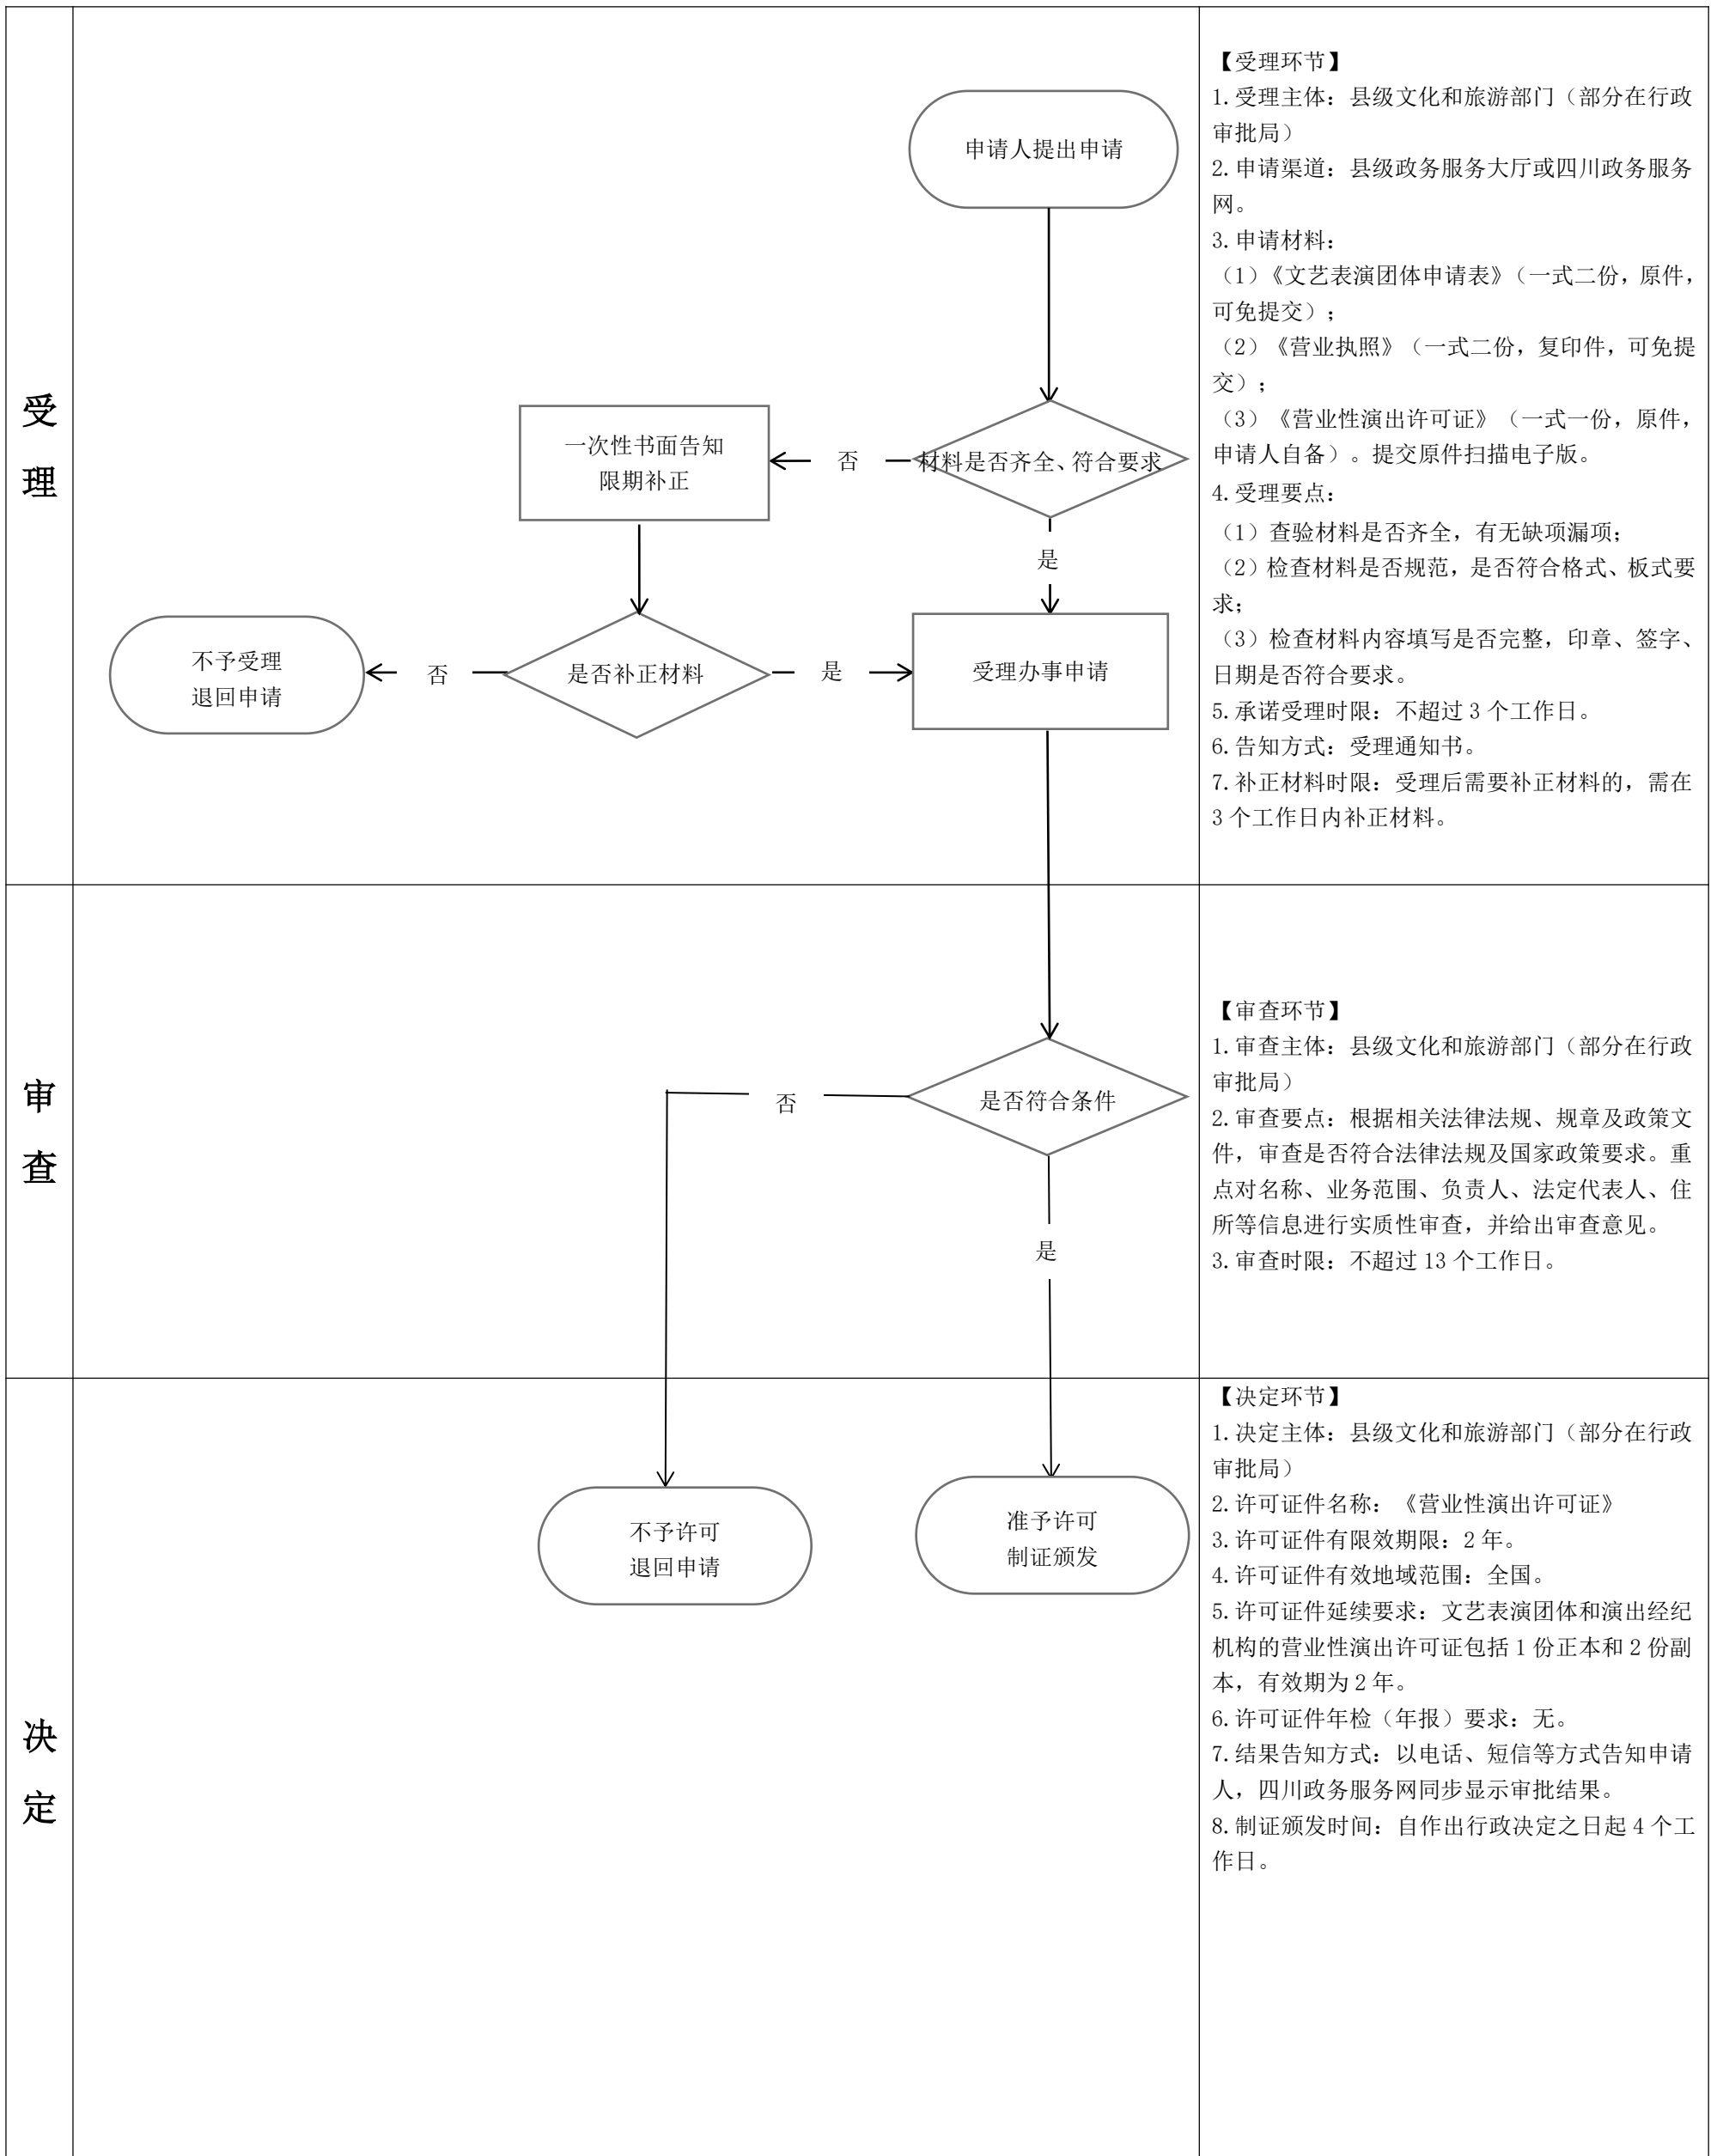 受
理
申请人提出申请
材料是否齐全、符合要求
否
一次性书面告知
限期补正
是
不予受理
退回申请
否
是否补正材料
是
受理办事申请
【受理环节】
1.受理主体：县级文化和旅游部门（部分在行政
审批局）
2.申请渠道：县级政务服务大厅或四川政务服务
网。
3.申请材料：
（1）《文艺表演团体申请表》（一式二份，原件，
可免提交）；
（2）《营业执照》（一式二份，复印件，可免提
交）；
（3）《营业性演出许可证》（一式一份，原件，
申请人自备）。提交原件扫描电子版。
4.受理要点：
（1）查验材料是否齐全，有无缺项漏项；
（2）检查材料是否规范，是否符合格式、板式要
求；
（3）检查材料内容填写是否完整，印章、签字、
日期是否符合要求。
5.承诺受理时限：不超过 3 个工作日。
6.告知方式：受理通知书。
7.补正材料时限：受理后需要补正材料的，需在
3 个工作日内补正材料。
审
查
是否符合条件
否
是
【审查环节】
1.审查主体：县级文化和旅游部门（部分在行政
审批局）
2.审查要点：根据相关法律法规、规章及政策文
件，审查是否符合法律法规及国家政策要求。重
点对名称、业务范围、负责人、法定代表人、住
所等信息进行实质性审查，并给出审查意见。
3.审查时限：不超过 13 个工作日。
决
定
不予许可
退回申请
准予许可
制证颁发
【决定环节】
1.决定主体：县级文化和旅游部门（部分在行政
审批局）
2.许可证件名称：《营业性演出许可证》
3.许可证件有限效期限：2 年。
4.许可证件有效地域范围：全国。
5.许可证件延续要求：文艺表演团体和演出经纪
机构的营业性演出许可证包括 1 份正本和 2 份副
本，有效期为 2 年。
6.许可证件年检（年报）要求：无。
7.结果告知方式：以电话、短信等方式告知申请
人，四川政务服务网同步显示审批结果。
8.制证颁发时间：自作出行政决定之日起 4 个工
作日。